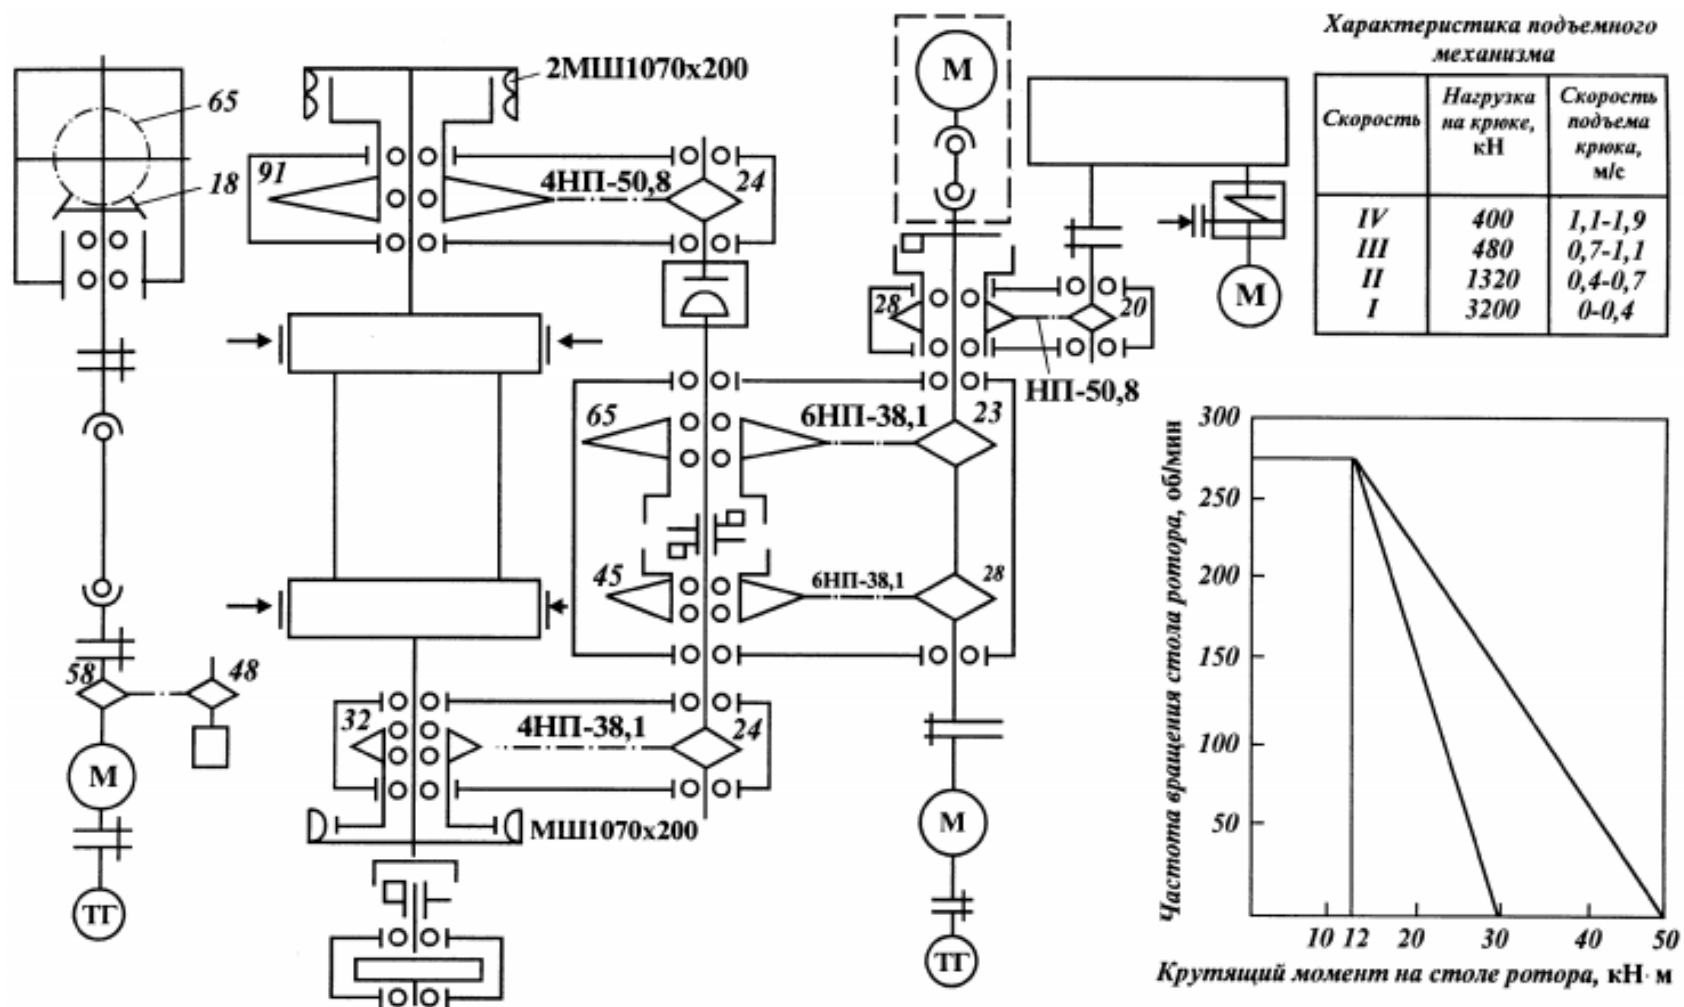 2МШ1070х200
65
18
91
4НП-50,8
24
М
28
20
НП-50,8
М
65
6НП-38,1
23
45
6НП-38,1
28
58
48
М
ТГ
32
4НП-38,1
24
МШ1070х200
М
ТГ
Характеристика подъемного
механизма
Скорость
Нагрузка
на крюке,
кН
Скорость
подъема
крюка,
м/с
IV 400 1,1-1,9
III 480 0,7-1,1
II 1320 0,4-0,7
I 3200 0-0,4
Частота вращения стола ротора, об/мин
300
250
200
150
100
50
10 12 20 30 40 50
Крутящий момент на столе ротора, кН·м